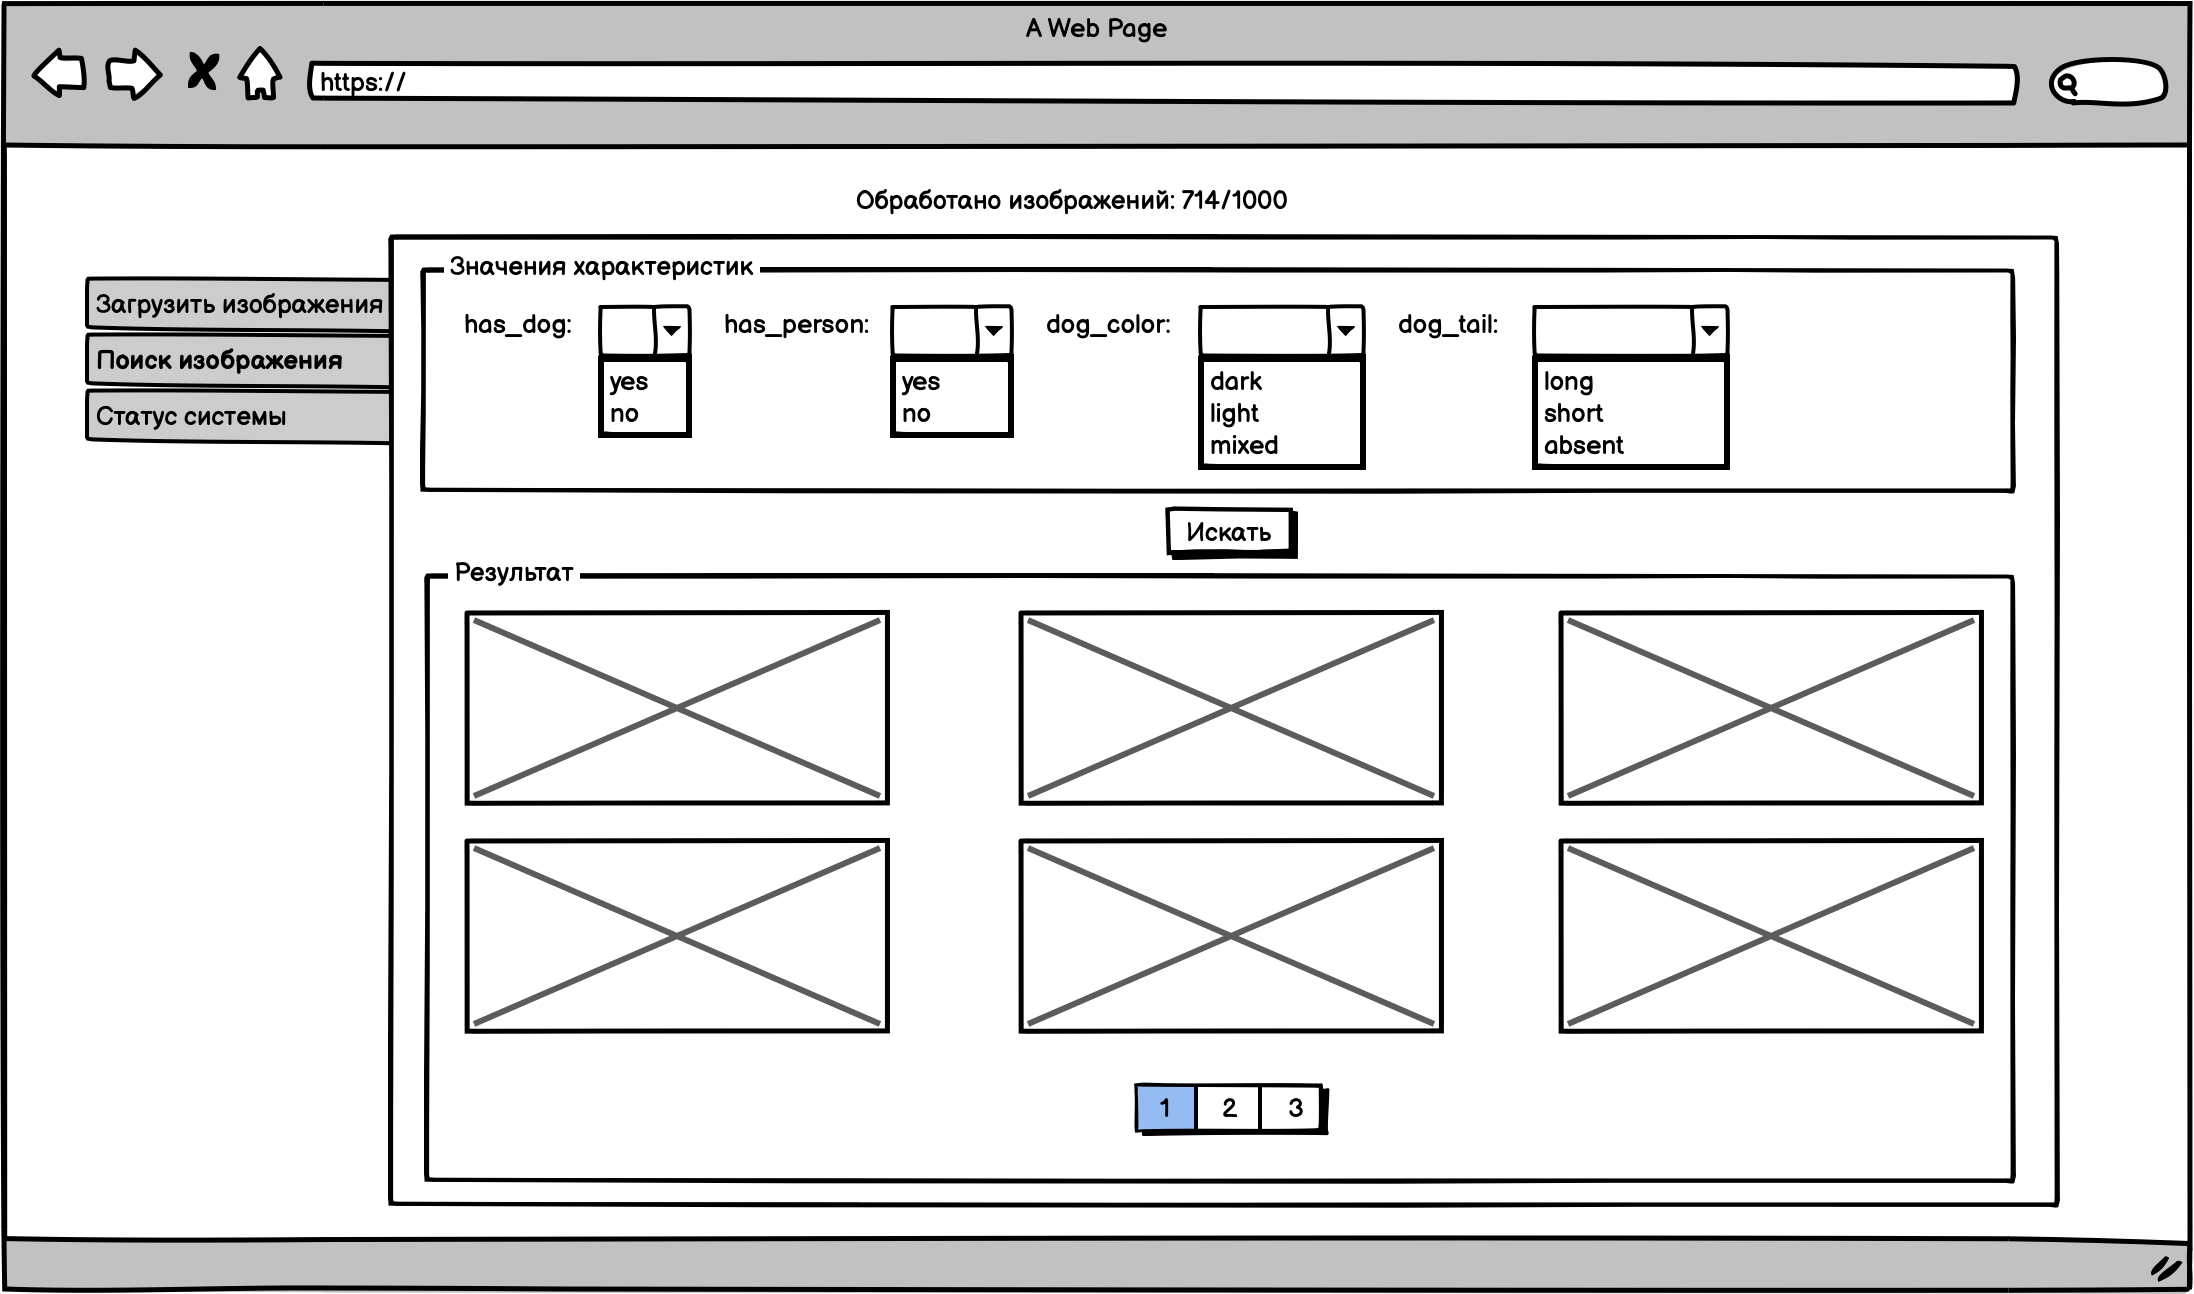 A Web Page
https://
Обработано изображений: 714/1000
Загрузить изображения
Поиск изображения
Статус системы
Значения характеристик
has_dog:
yes
no
has_person:
yes
no
dog_color:
dark
light
mixed
dog_tail:
long
short
absent
Искать
Результат
1 2 3